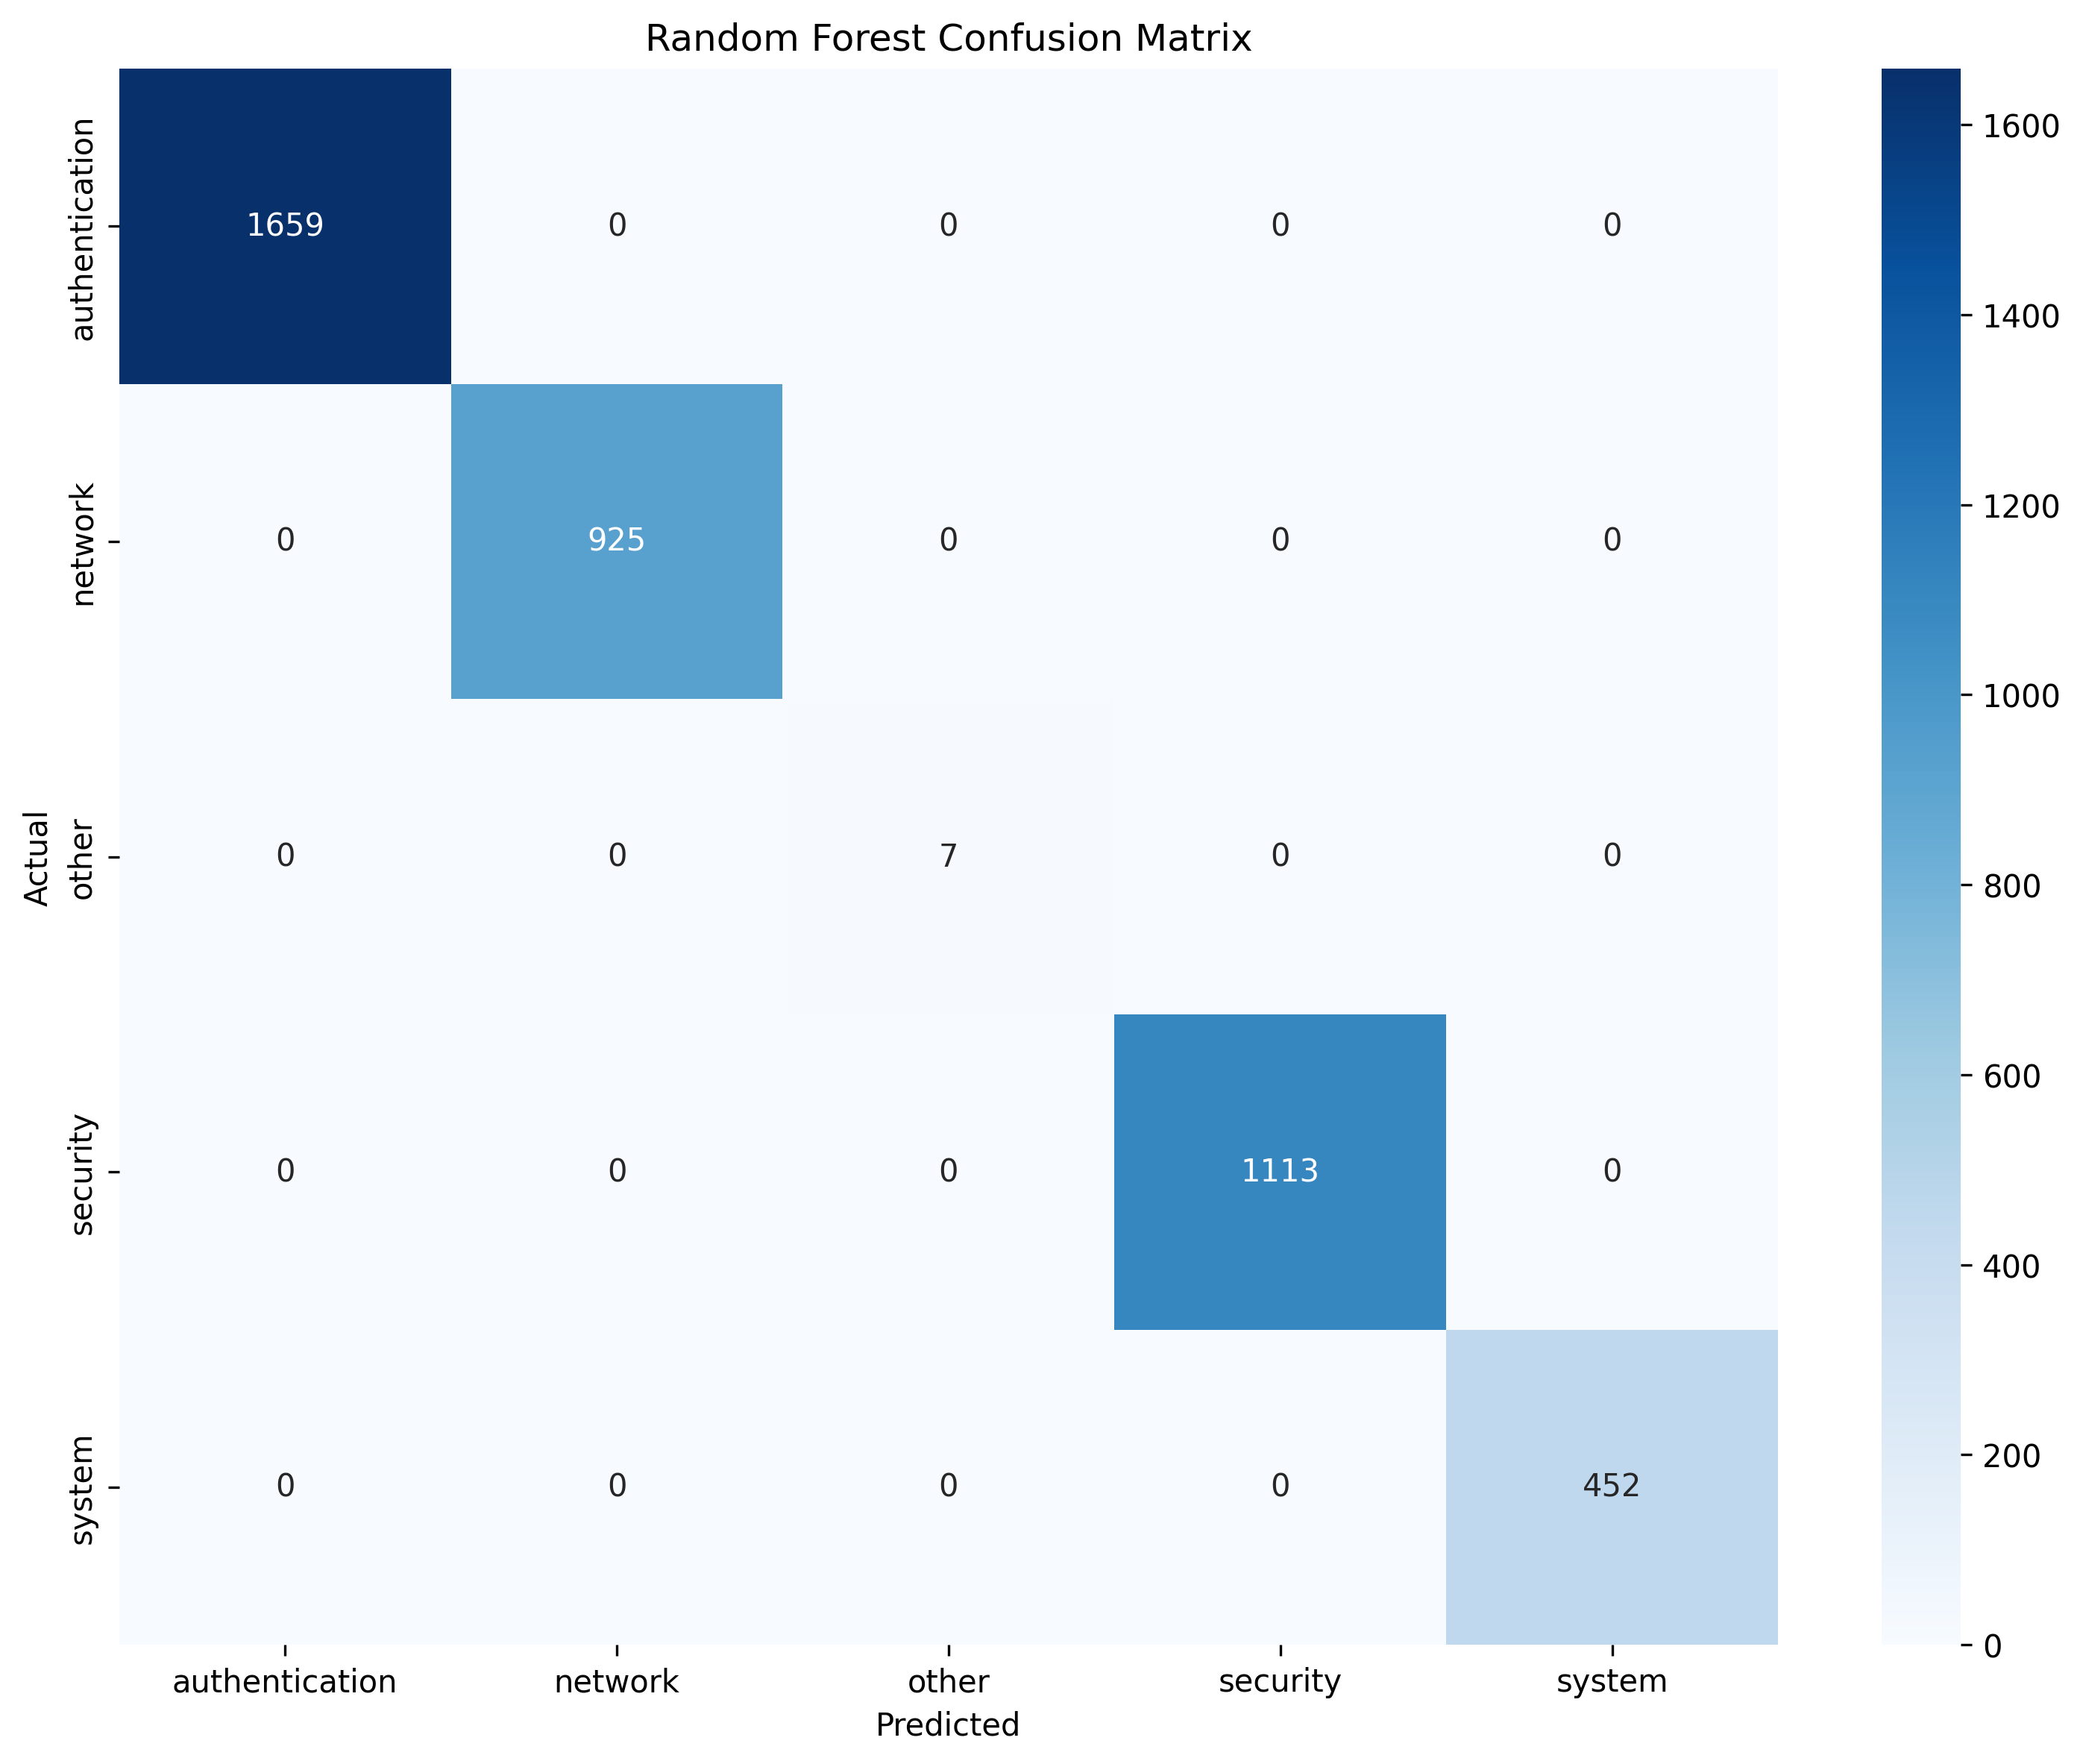 Random Forest Confusion Matrix
authentication
1659 0 0 0 0
network
0 925 0 0 0
other
0 0 7 0 0
security
0 0 0 1113 0
system
0 0 0 0 452
Actual
authentication network other security system
Predicted
1600
1400
1200
1000
800
600
400
200
0